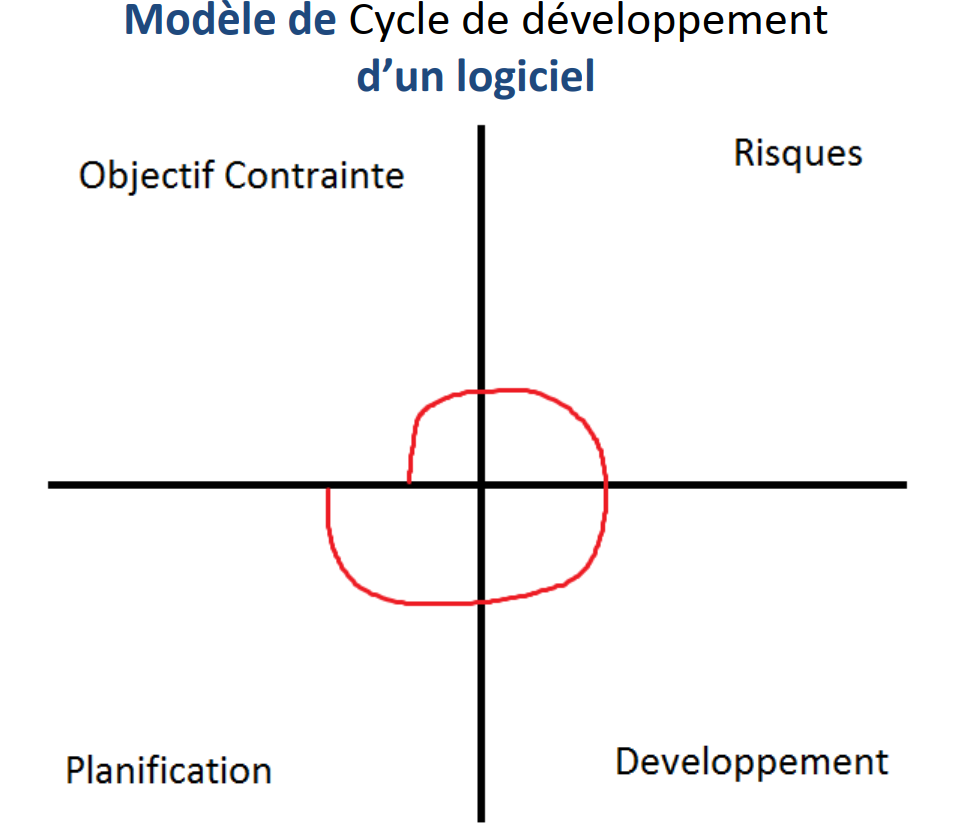 Modèle de Cycle de développement
d’un logiciel
Objectif Contrainte
Risques
Planification
Developpement